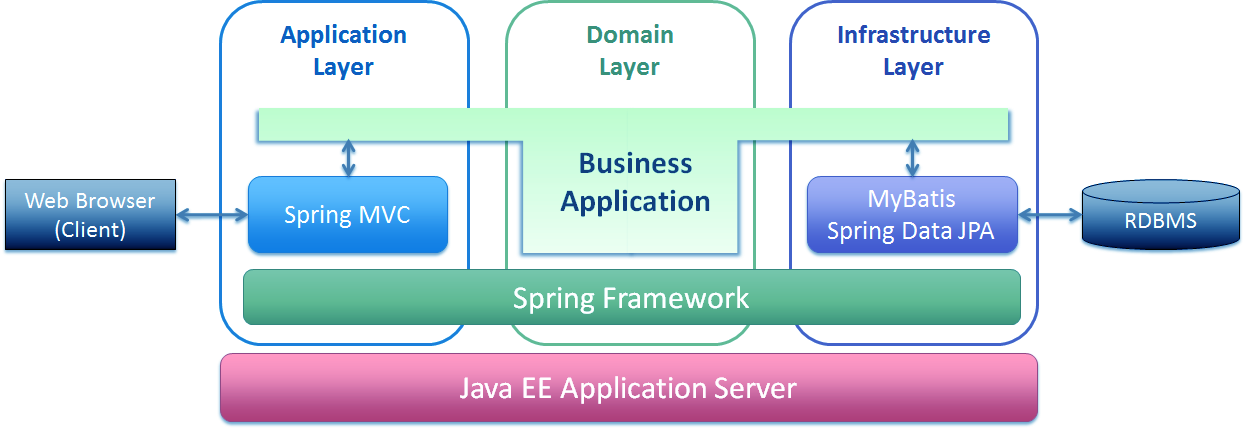 Application
Layer
Domain
Layer
Infrastructure
Layer
Business
Application
Web Browser
(Client)
Spring MVC
MyBatis
Spring Data JPA
RDBMS
Spring Framework
Java EE Application Server